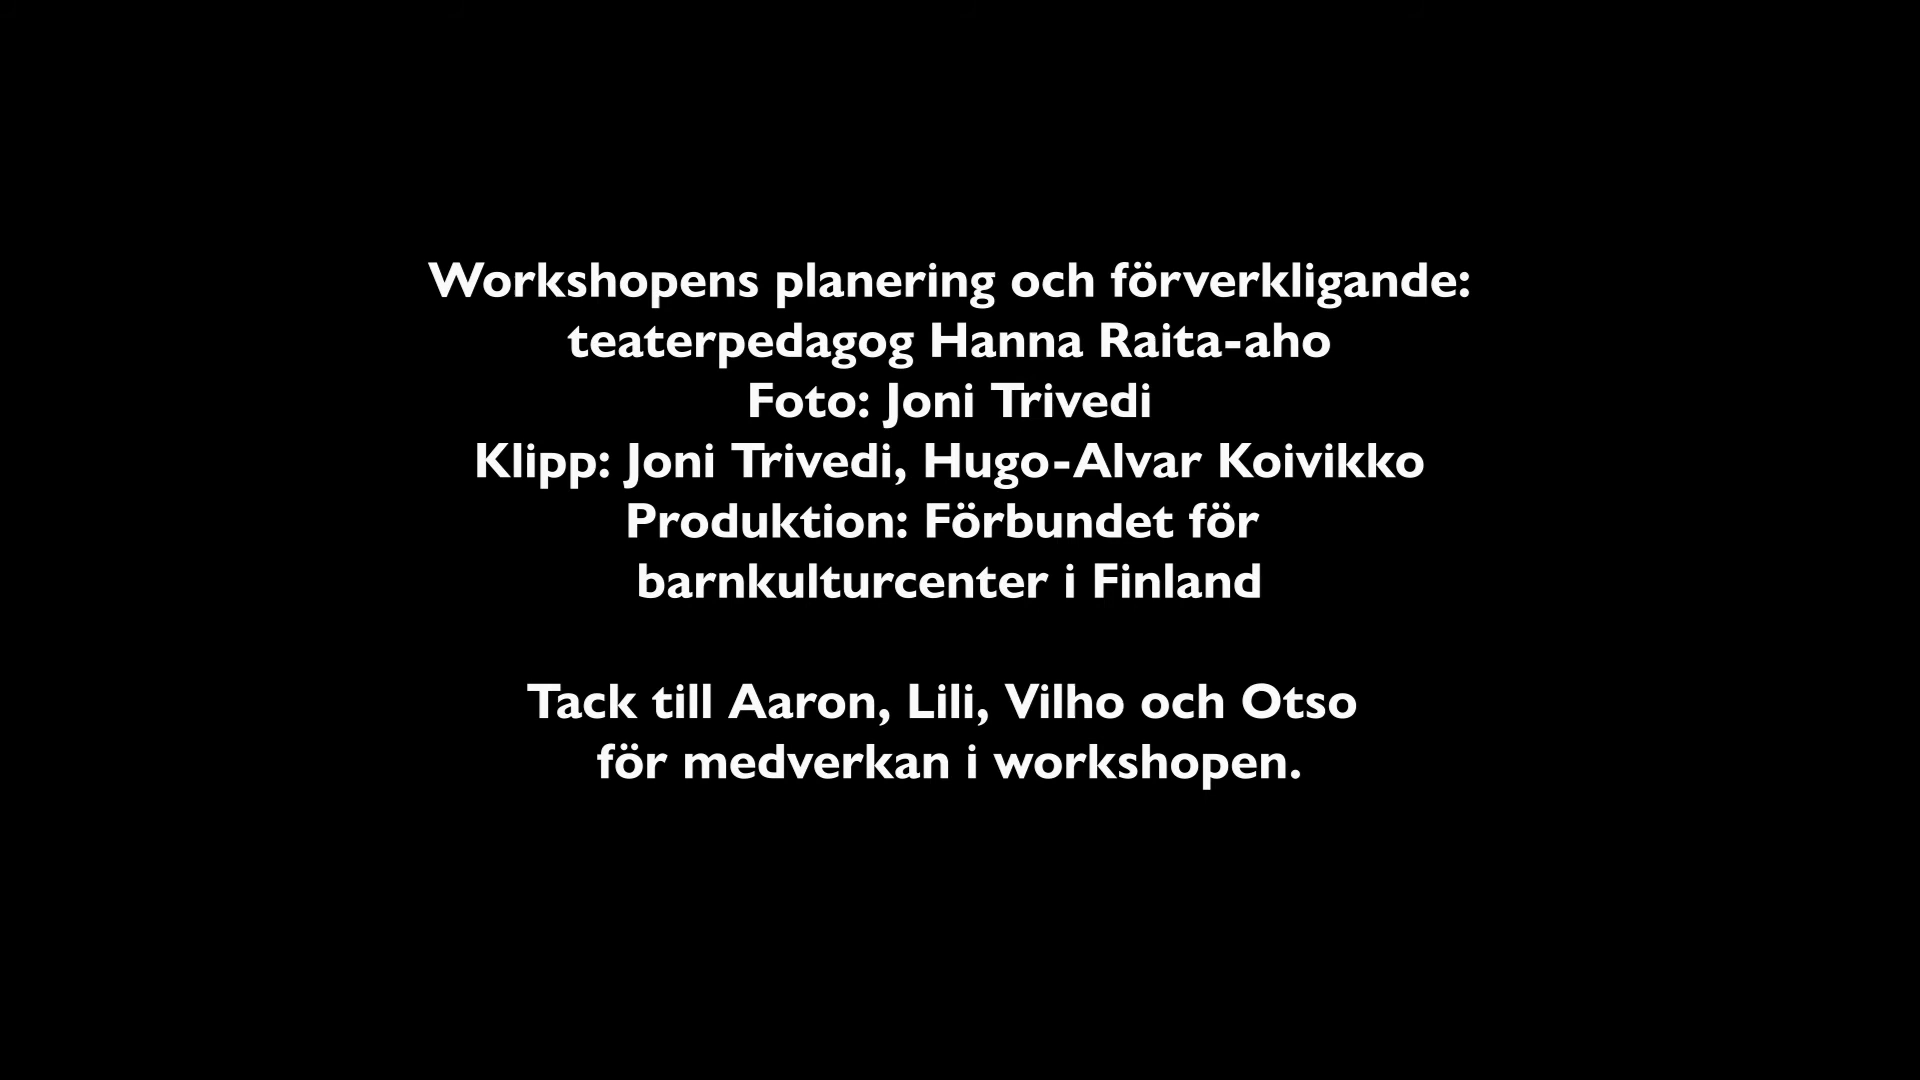 Workshopens planering och förverkligande:
teaterpedagog Hanna Raita-aho
Foto: Joni Trivedi
Klipp: Joni Trivedi, Hugo-Alvar Koivikko
Produktion: Förbundet för
barnkulturcenter i Finland
Tack till Aaron, Lili, Vilho och Otso
för medverkan i workshopen.